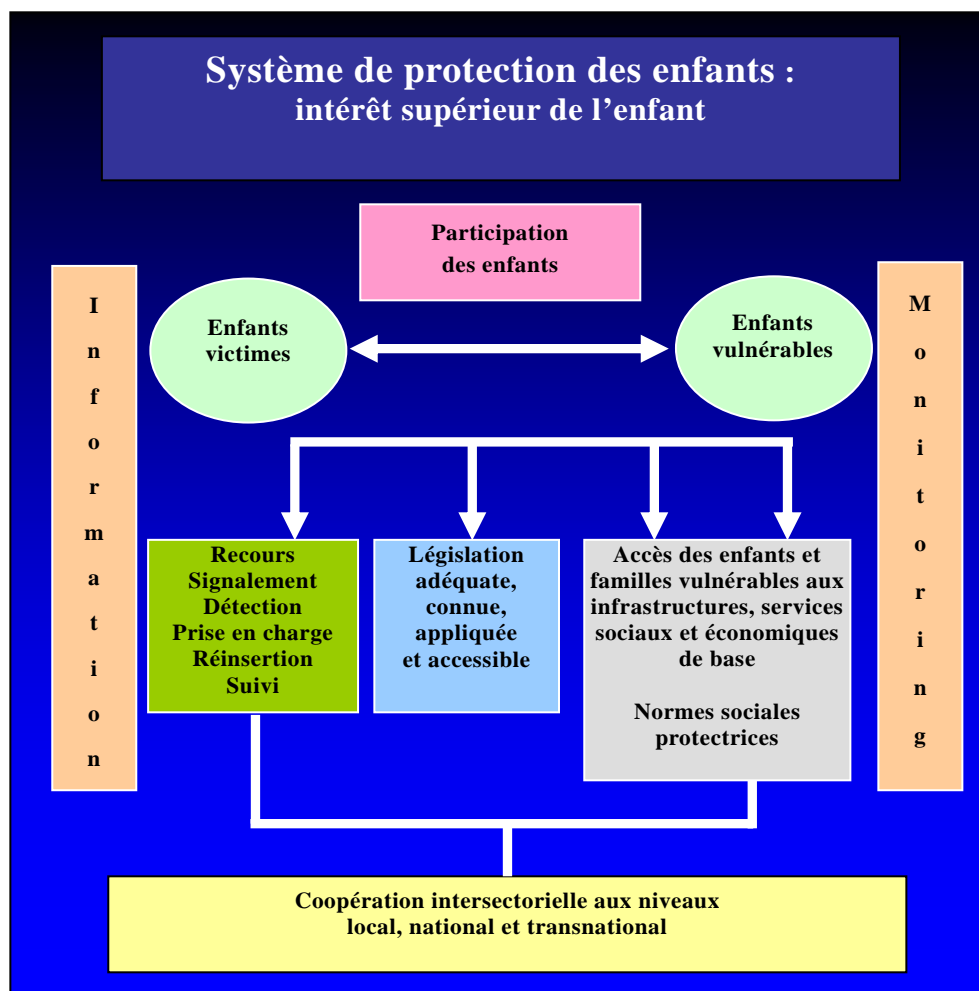 Système de protection des enfants :
intérêt supérieur de l’enfant
Participation
des enfants
Information
Enfants
victimes
Enfants
vulnérables
Monitoring
Recours
Signalement
Détection
Prise en charge
Réinsertion
Suivi
Législation
adéquate,
connue,
appliquée
et accessible
Accès des enfants et
familles vulnérables aux
infrastructures, services
sociaux et économiques
de base
Normes sociales
protectrices
Coopération intersectorielle aux niveaux
local, national et transnational